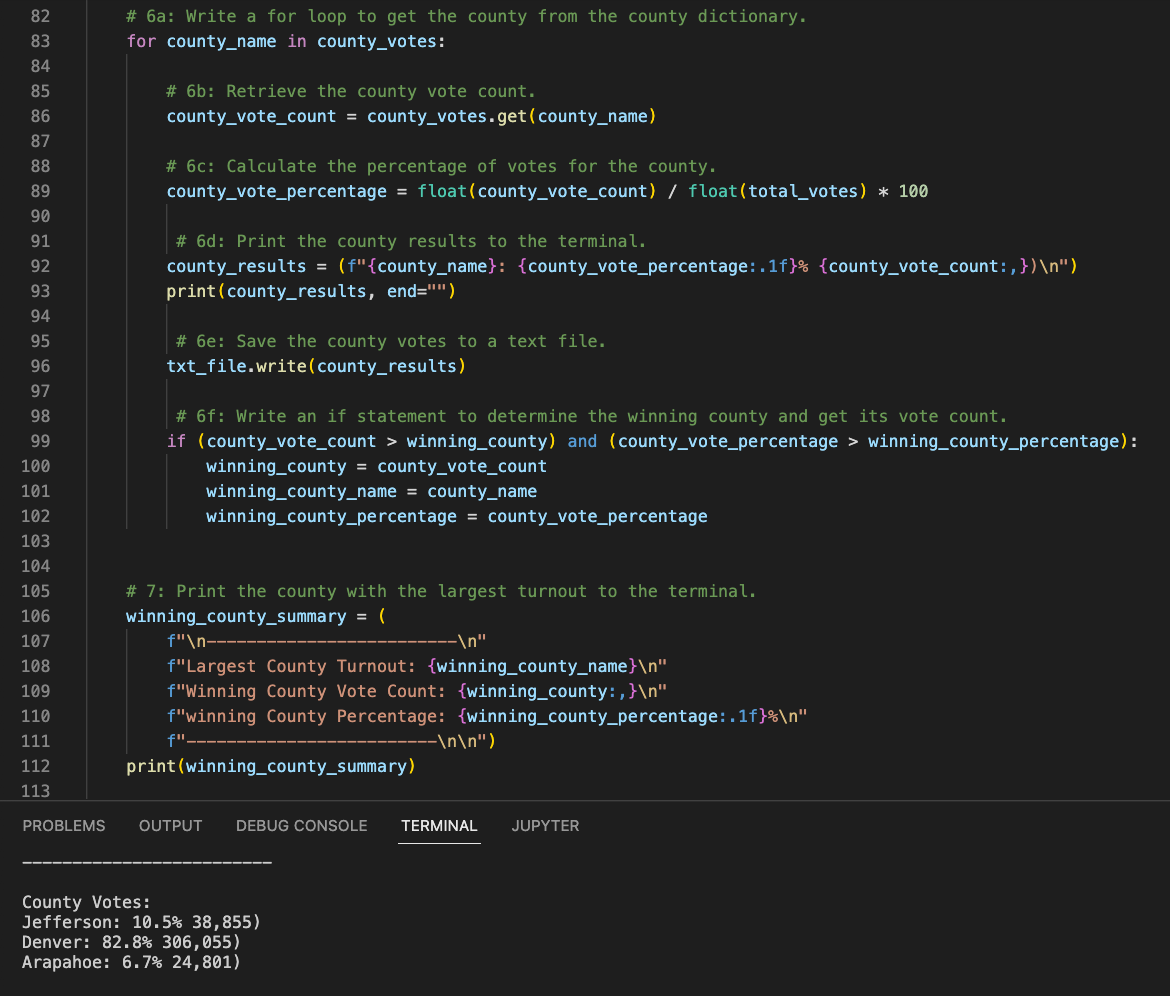 82 # 6a: Write a for loop to get the county from the county dictionary.
83 for county_name in county_votes:
84
85 # 6b: Retrieve the county vote count.
86 county_vote_count = county_votes.get(county_name)
87
88 # 6c: Calculate the percentage of votes for the county.
89 county_vote_percentage = float(county_vote_count) / float(total_votes) * 100
90
91 # 6d: Print the county results to the terminal.
92 county_results = (f"{county_name}: {county_vote_percentage:.1f}% {county_vote_count:,})\n")
93 print(county_results, end="")
94
95 # 6e: Save the county votes to a text file.
96 txt_file.write(county_results)
97
98 # 6f: Write an if statement to determine the winning county and get its vote count.
99 if (county_vote_count > winning_county) and (county_vote_percentage > winning_county_percentage):
100 winning_county = county_vote_count
101 winning_county_name = county_name
102 winning_county_percentage = county_vote_percentage
103
104
105 # 7: Print the county with the largest turnout to the terminal.
106 winning_county_summary = (
107 f"\n-------------------------\n"
108 f"Largest County Turnout: {winning_county_name}\n"
109 f"Winning County Vote Count: {winning_county:,}\n"
110 f"winning County Percentage: {winning_county_percentage:.1f}%\n"
111 f"-------------------------\n\n")
112 print(winning_county_summary)
113
PROBLEMS OUTPUT DEBUG CONSOLE TERMINAL JUPYTER
-------------------------
County Votes:
Jefferson: 10.5% 38,855)
Denver: 82.8% 306,055)
Arapahoe: 6.7% 24,801)